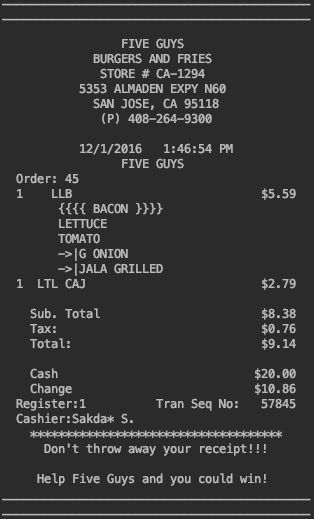 FIVE GUYS
BURGERS AND FRIES
STORE # CA-1294
5353 ALMADEN EXPY N60
SAN JOSE, CA 95118
(P) 408-264-9300
12/1/2016 1:46:54 PM
FIVE GUYS
Order: 45
1 LLB $5.59
{{{{ BACON }}}}
LETTUCE
TOMATO
->|G ONION
->|JALA GRILLED
1 LTL CAJ $2.79
Sub. Total $8.38
Tax: $0.76
Total: $9.14
Cash $20.00
Change $10.86
Register:1 Tran Seq No: 57845
Cashier:Sakda* S.
************************************
Don't throw away your receipt!!!
Help Five Guys and you could win!